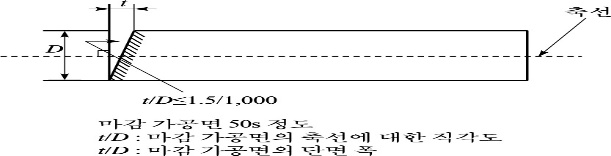 t
축선
D
t/D≤1.5/1,000
마감 가공면 50s 정도
t/D : 마감 가공면의 축선에 대한 직각도
t/D : 마감 가공면의 단면 폭